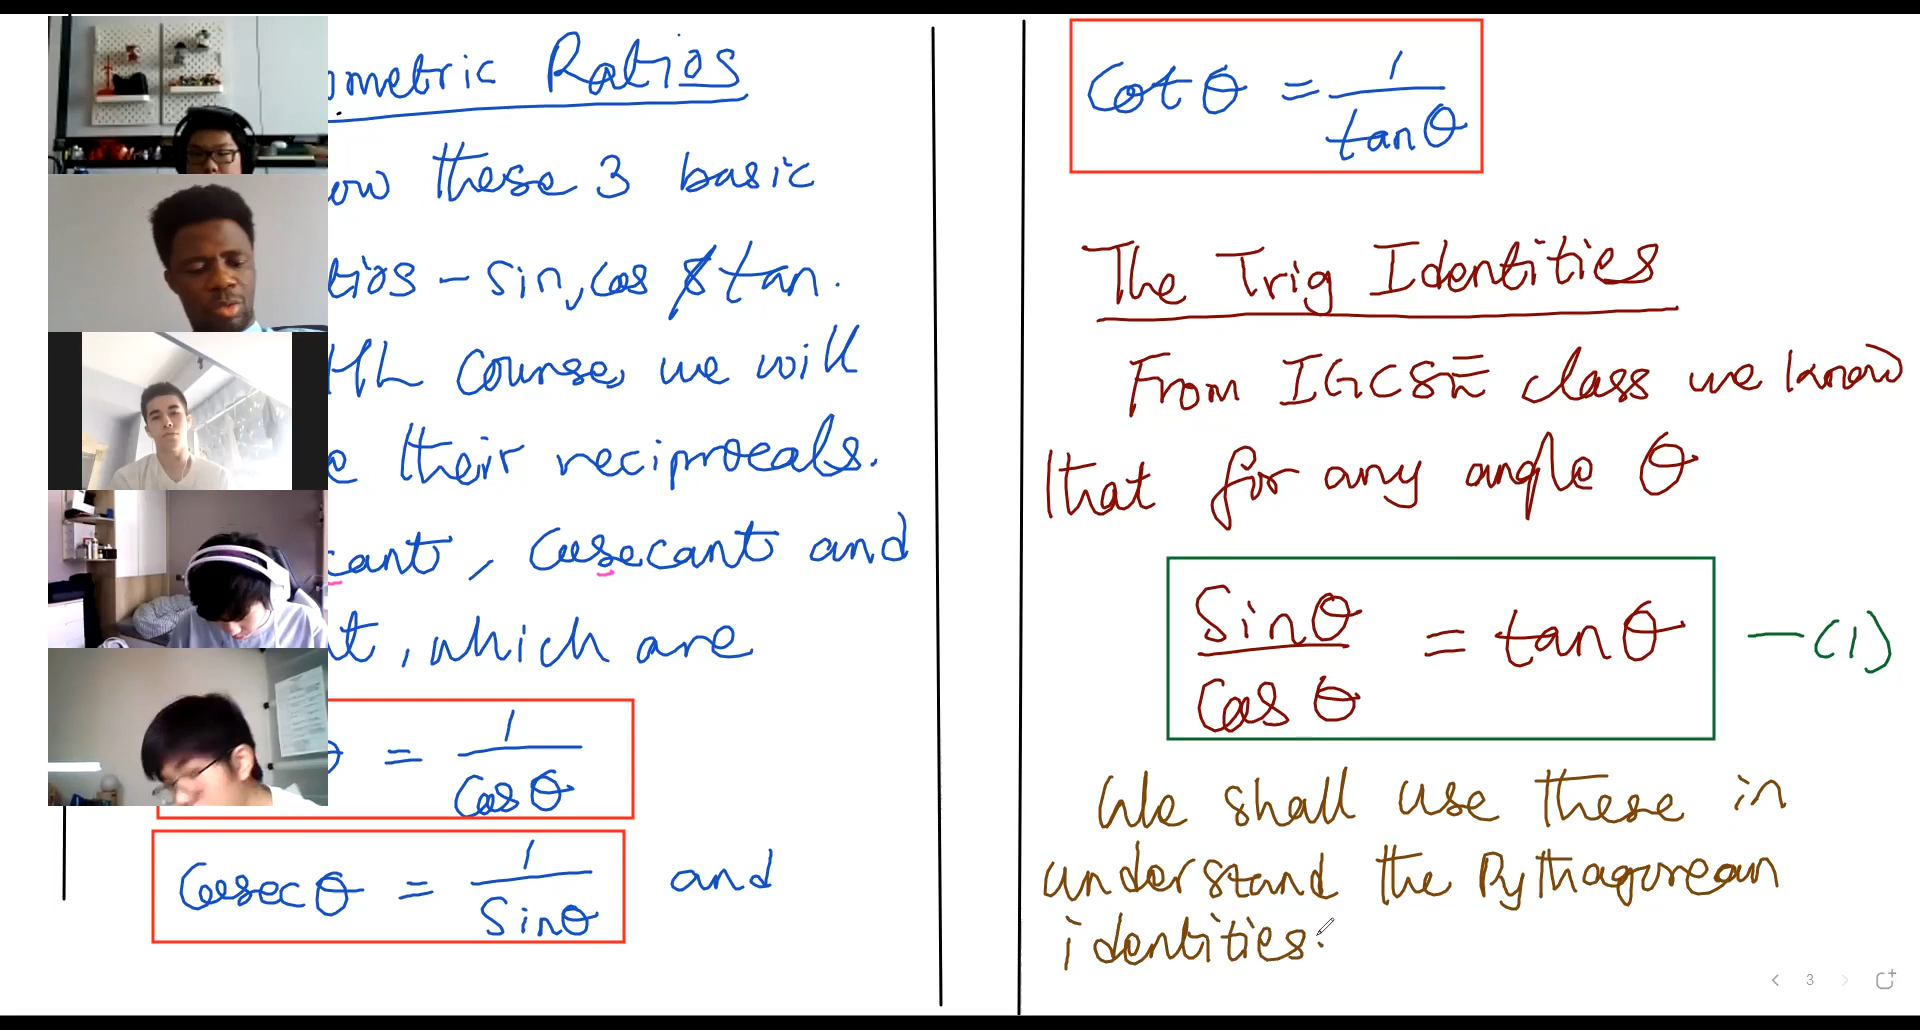 ometric Ratios
ow these 3 basic
tios - sin, cos & tan.
HL course, we will
e their reciprocals.
cant, Cosecant and
t, which are
θ = 1/Cosθ
Cosec θ = 1/Sinθ and
Cot θ = 1/tanθ
The Trig Identities
From IGCSE class we know
that for any angle θ
Sinθ/Cosθ = tanθ — (1)
We shall use these in
understand the Pythagorean
identities.
3